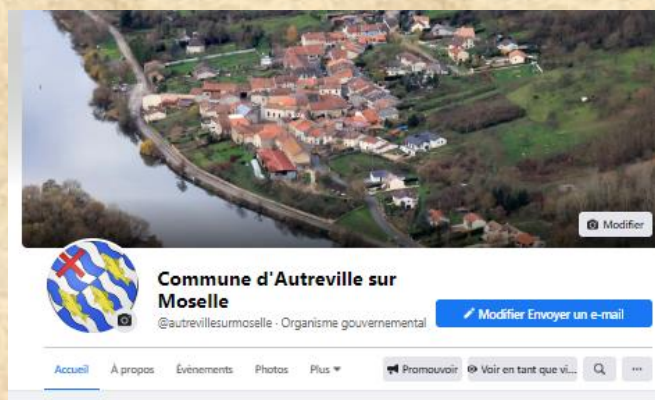 Modifier
Commune d'Autreville sur
Moselle
@autrevillesurmoselle · Organisme gouvernemental
Modifier Envoyer un e-mail
Accueil À propos Évènements Photos Plus Promouvoir Voir en tant que vi... ...